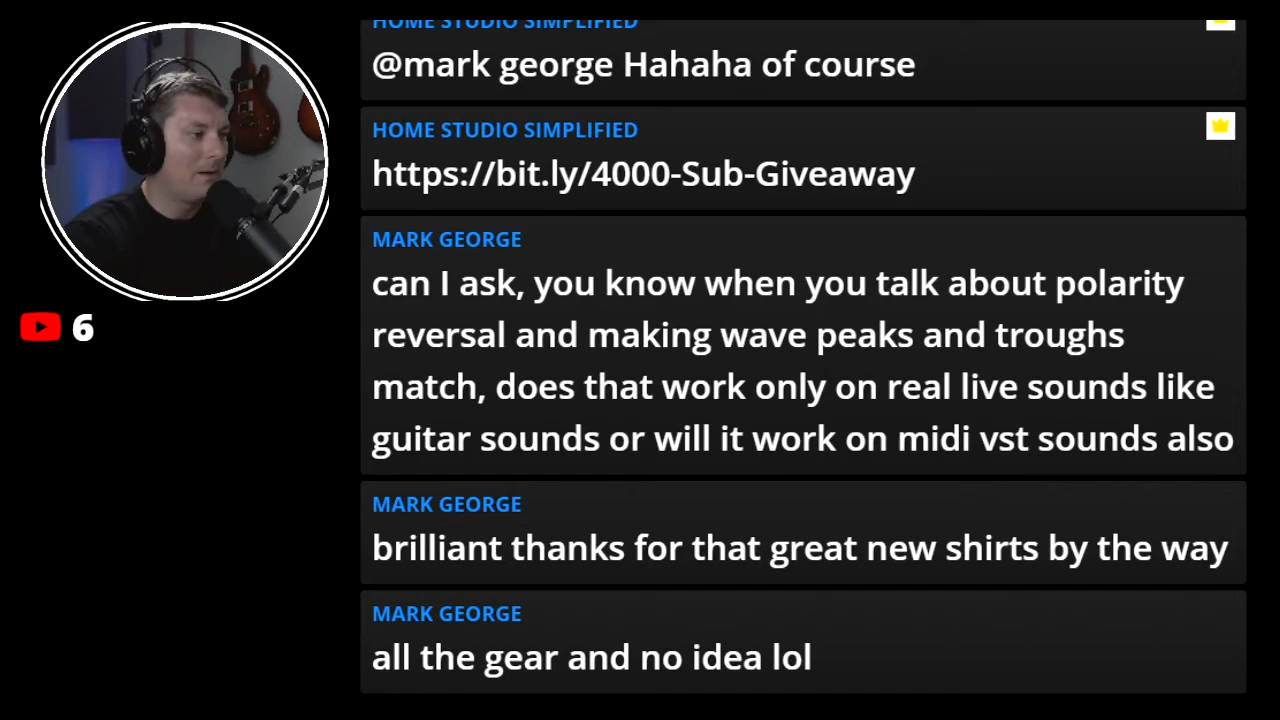 HOME STUDIO SIMPLIFIED
@mark george Hahaha of course
HOME STUDIO SIMPLIFIED
https://bit.ly/4000-Sub-Giveaway
MARK GEORGE
can I ask, you know when you talk about polarity
reversal and making wave peaks and troughs
match, does that work only on real live sounds like
guitar sounds or will it work on midi vst sounds also
MARK GEORGE
brilliant thanks for that great new shirts by the way
MARK GEORGE
all the gear and no idea lol
6